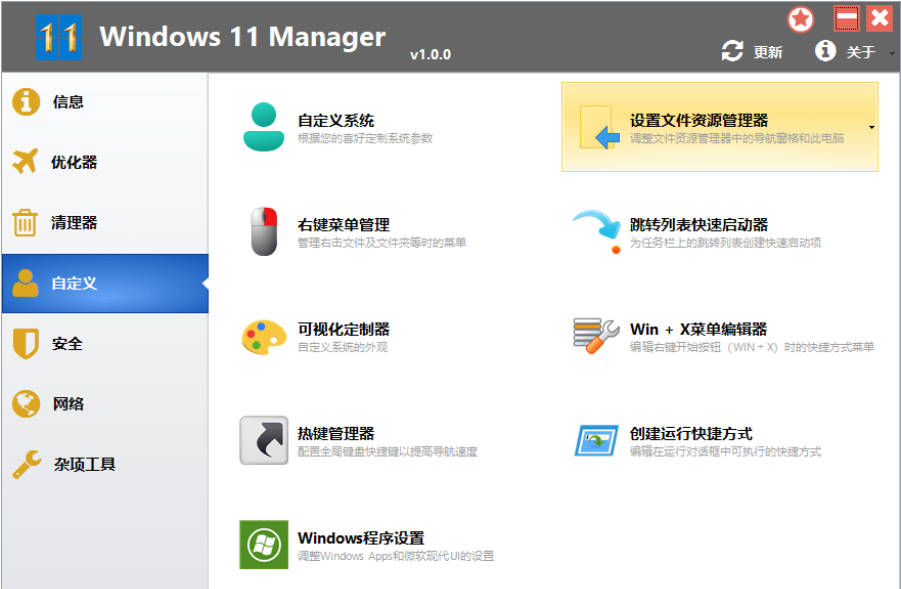 Windows 11 Manager
v1.0.0
更新
关于
信息
优化器
清理器
自定义
安全
网络
杂项工具
自定义系统
根据您的喜好定制系统参数
设置文件资源管理器
调整文件资源管理器中的导航窗格和此电脑
右键菜单管理
管理右击文件及文件夹等时的菜单
跳转列表快速启动器
为任务栏上的跳转列表创建快速启动项
可视化定制器
自定义系统的外观
Win + X菜单编辑器
编辑右键开始按钮（WIN + X）时的快捷方式菜单
热键管理器
配置全局键盘快捷键以提高导航速度
创建运行快捷方式
编辑在运行对话框中可执行的快捷方式
Windows程序设置
调整Windows Apps和微软现代UI的设置